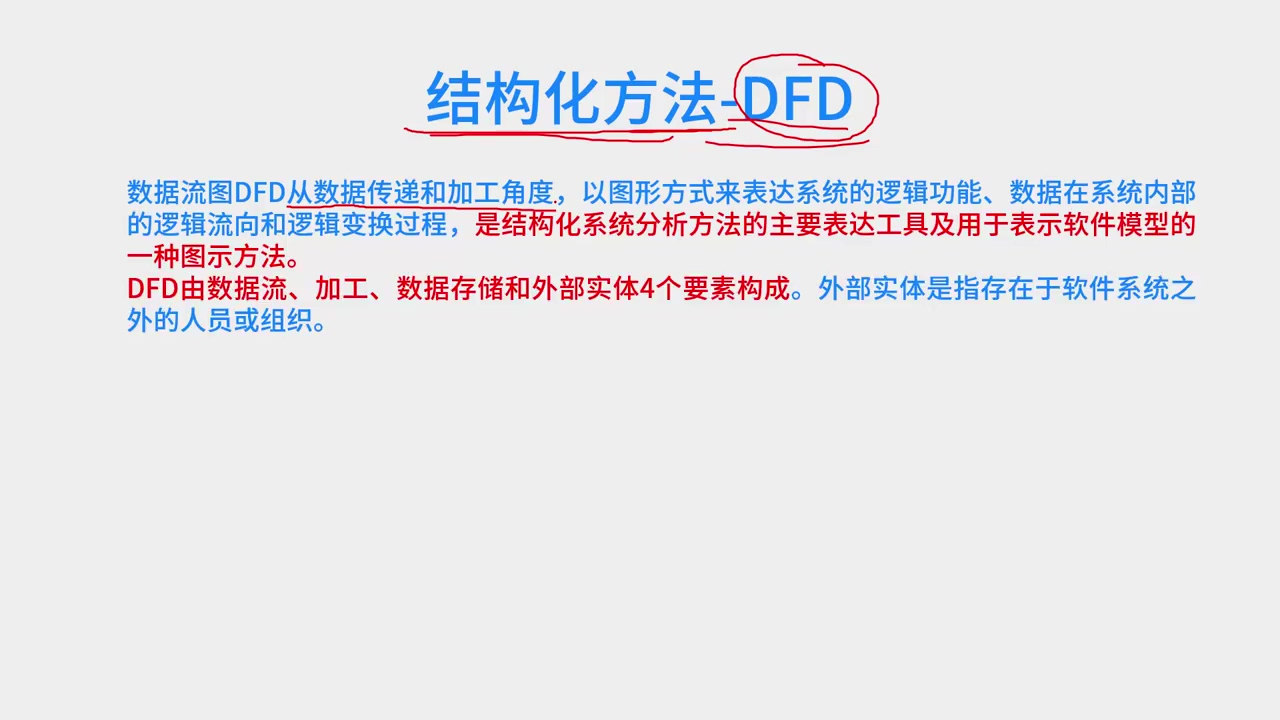 结构化方法-DFD
数据流图DFD从数据传递和加工角度，以图形方式来表达系统的逻辑功能、数据在系统内部
的逻辑流向和逻辑变换过程，是结构化系统分析方法的主要表达工具及用于表示软件模型的
一种图示方法。
DFD由数据流、加工、数据存储和外部实体4个要素构成。外部实体是指存在于软件系统之
外的人员或组织。